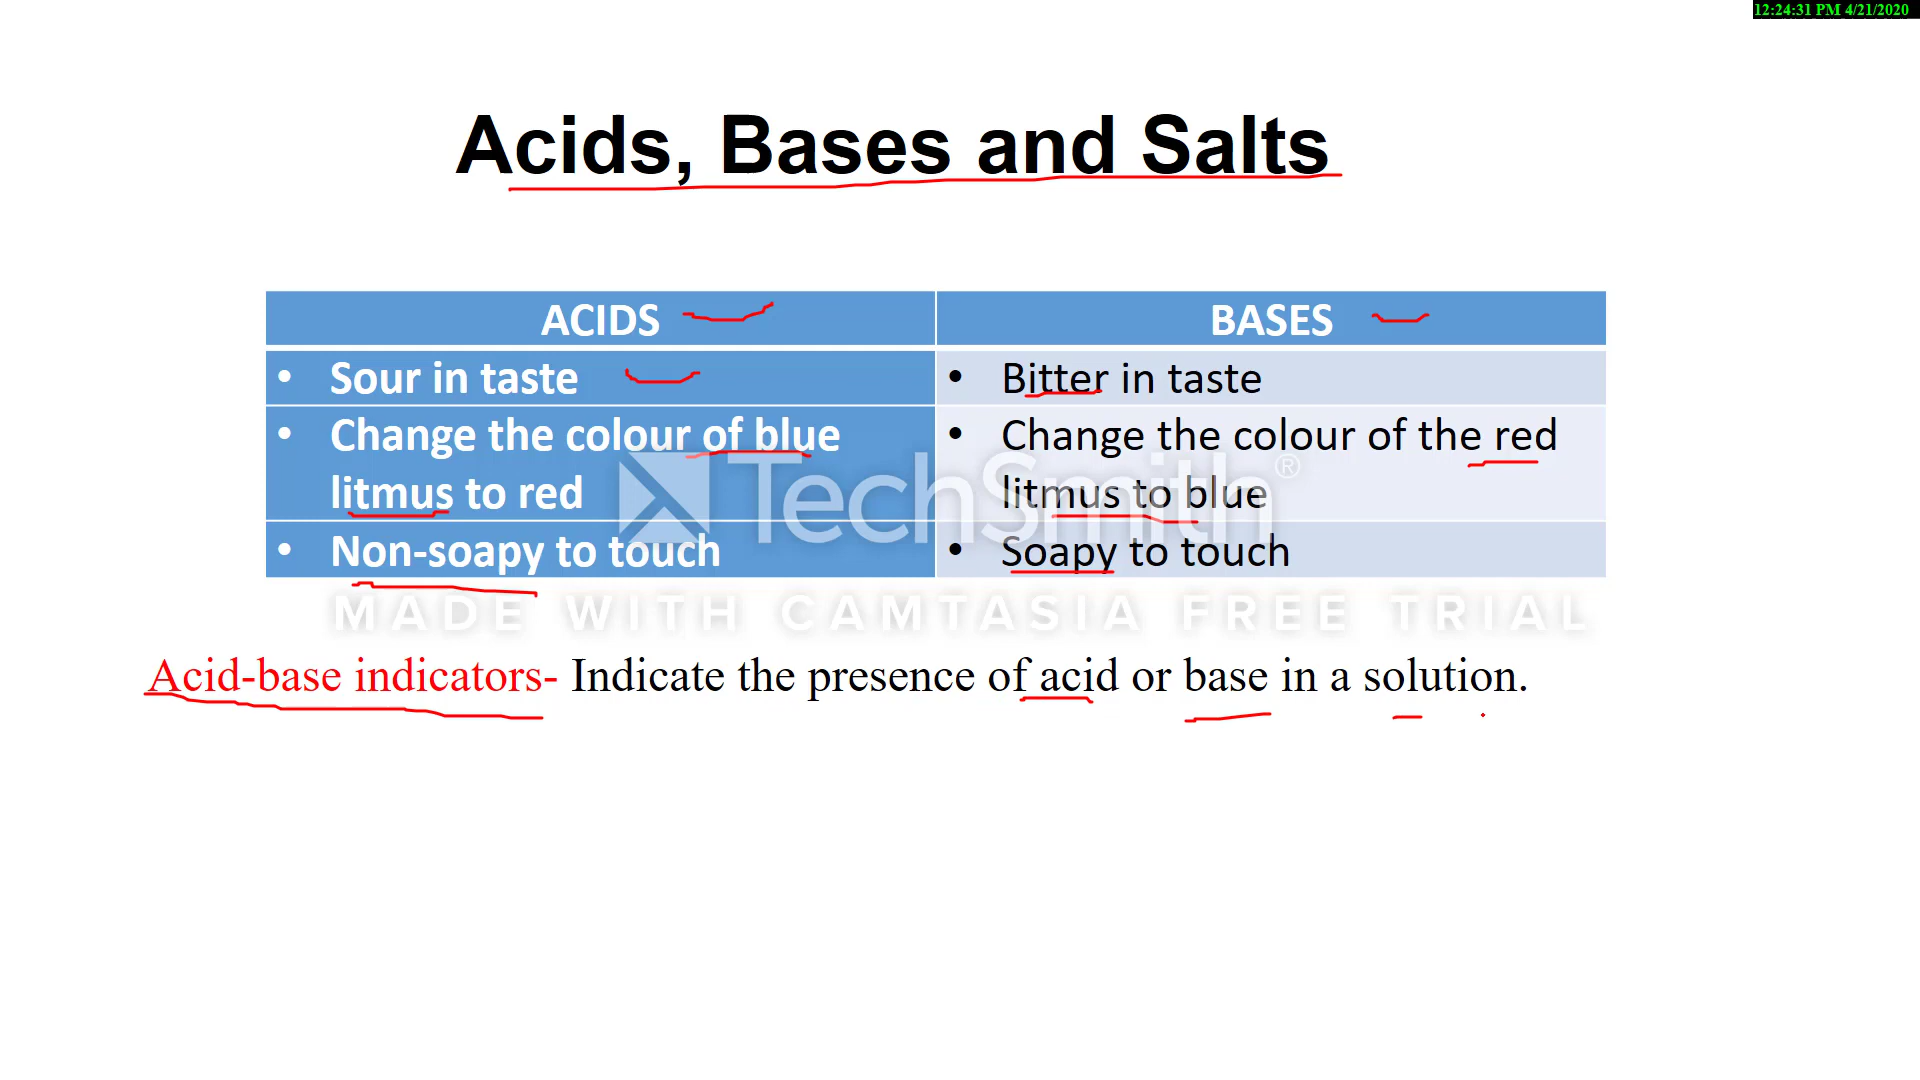 12:24:31 PM 4/21/2020
Acids, Bases and Salts
ACIDS
BASES
• Sour in taste
• Bitter in taste
• Change the colour of blue
litmus to red
• Change the colour of the red
litmus to blue
• Non-soapy to touch
• Soapy to touch
TechSmith®
MADE WITH CAMTASIA FREE TRIAL
Acid-base indicators- Indicate the presence of acid or base in a solution.